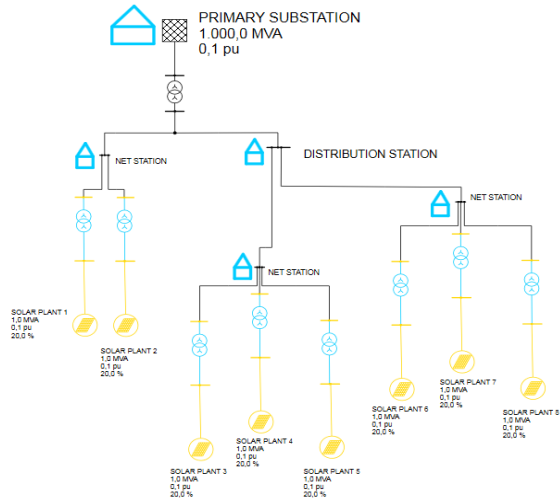 PRIMARY SUBSTATION
1.000,0 MVA
0,1 pu
DISTRIBUTION STATION
NET STATION
NET STATION
NET STATION
SOLAR PLANT 1
1,0 MVA
0,1 pu
20,0 %
SOLAR PLANT 2
1,0 MVA
0,1 pu
20,0 %
SOLAR PLANT 3
1,0 MVA
0,1 pu
20,0 %
SOLAR PLANT 4
1,0 MVA
0,1 pu
20,0 %
SOLAR PLANT 5
1,0 MVA
0,1 pu
20,0 %
SOLAR PLANT 6
1,0 MVA
0,1 pu
20,0 %
SOLAR PLANT 7
1,0 MVA
0,1 pu
20,0 %
SOLAR PLANT 8
1,0 MVA
0,1 pu
20,0 %